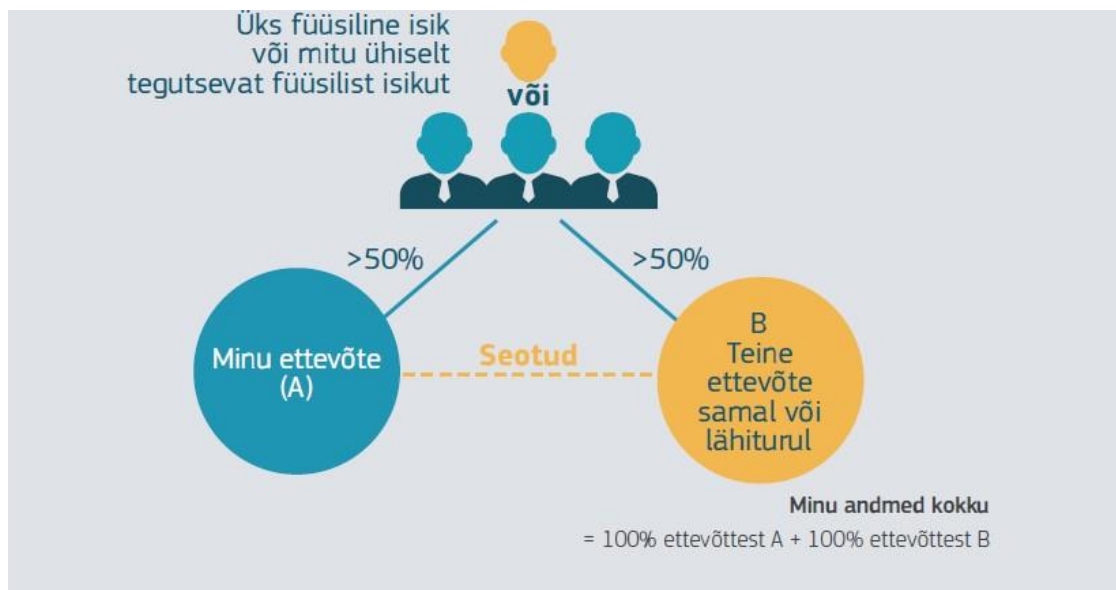 Üks füüsiline isik
või mitu ühiselt
tegutsevat füüsilist isikut
või
>50%
>50%
Minu ettevõte
(A)
Seotud
B
Teine
ettevõte
samal või
lähiturul
Minu andmed kokku
= 100% ettevõttest A + 100% ettevõttest B